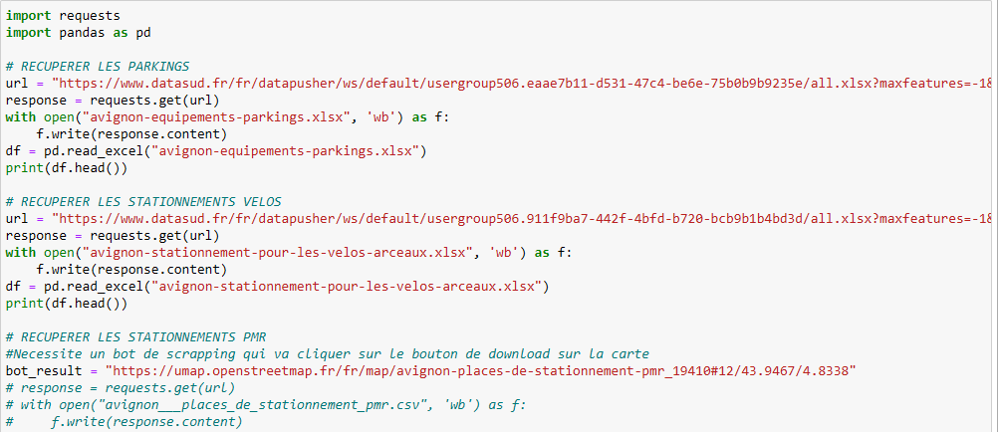 import requests
import pandas as pd
# RECUPERER LES PARKINGS
url = "https://www.datasud.fr/fr/datapusher/ws/default/usergroup506.eaae7b11-d531-47c4-be6e-75b0b9b9235e/all.xlsx?maxfeatures=-1&
response = requests.get(url)
with open("avignon-equipements-parkings.xlsx", 'wb') as f:
    f.write(response.content)
df = pd.read_excel("avignon-equipements-parkings.xlsx")
print(df.head())
# RECUPERER LES STATIONNEMENTS VELOS
url = "https://www.datasud.fr/fr/datapusher/ws/default/usergroup506.911f9ba7-442f-4bfd-b720-bcb9b1b4bd3d/all.xlsx?maxfeatures=-1&
response = requests.get(url)
with open("avignon-stationnement-pour-les-velos-arceaux.xlsx", 'wb') as f:
    f.write(response.content)
df = pd.read_excel("avignon-stationnement-pour-les-velos-arceaux.xlsx")
print(df.head())
# RECUPERER LES STATIONNEMENTS PMR
#Necessite un bot de scrapping qui va cliquer sur le bouton de download sur la carte
bot_result = "https://umap.openstreetmap.fr/fr/map/avignon-places-de-stationnement-pmr_19410#12/43.9467/4.8338"
# response = requests.get(url)
# with open("avignon___places_de_stationnement_pmr.csv", 'wb') as f:
#     f.write(response.content)